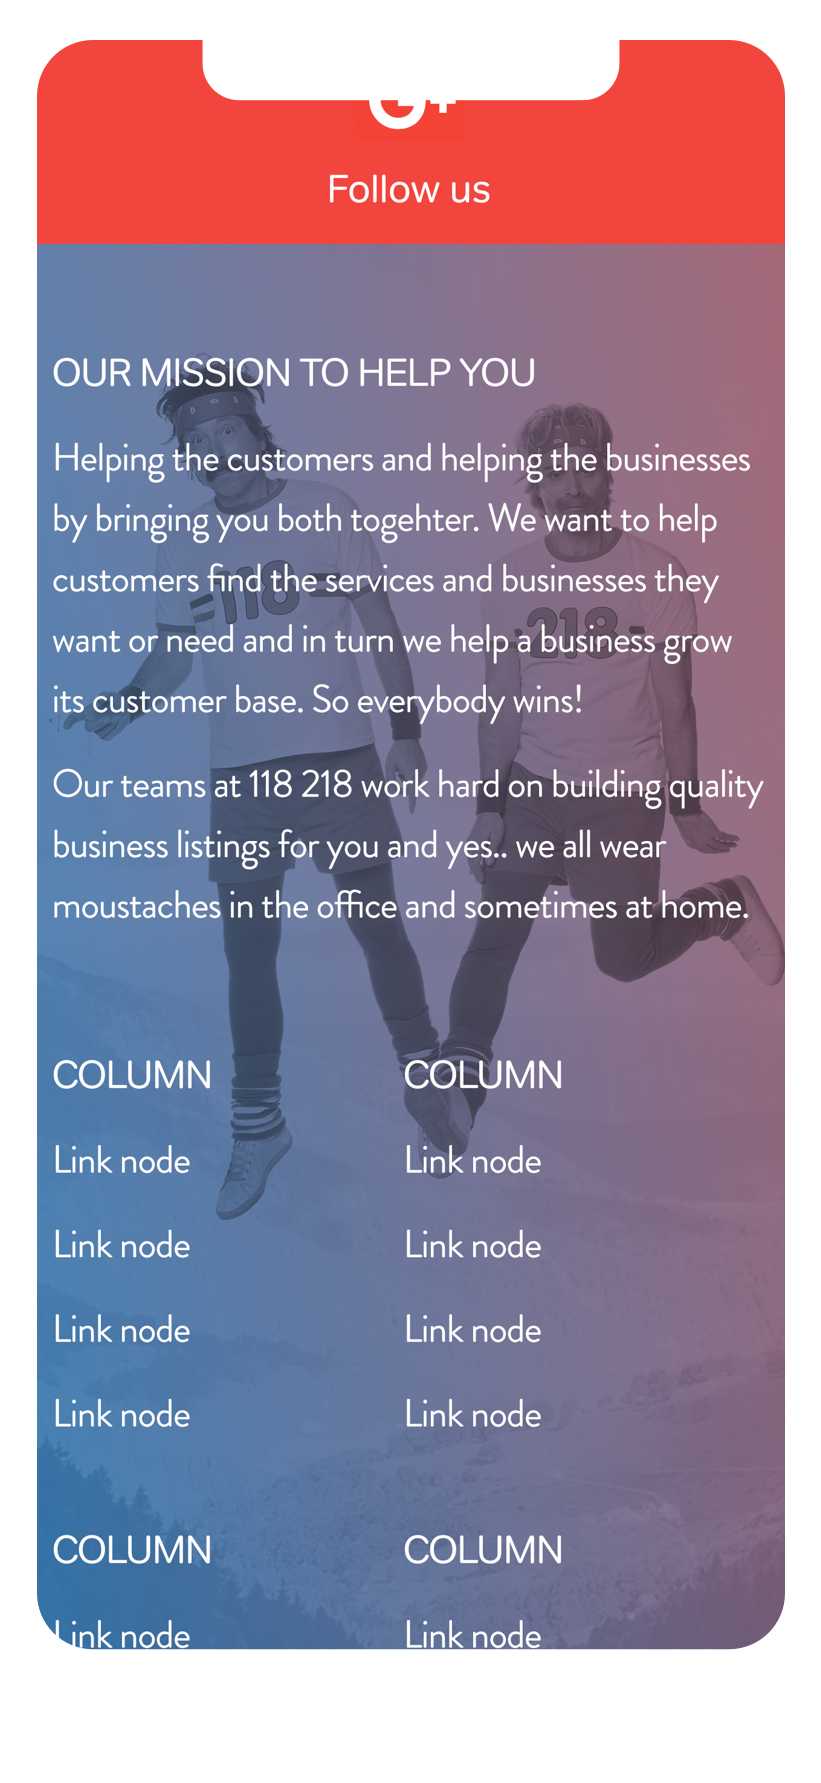 G+
Follow us
OUR MISSION TO HELP YOU
Helping the customers and helping the businesses
by bringing you both togehter. We want to help
customers find the services and businesses they
want or need and in turn we help a business grow
its customer base. So everybody wins!
118
218
Our teams at 118 218 work hard on building quality
business listings for you and yes.. we all wear
moustaches in the office and sometimes at home.
COLUMN COLUMN
Link node Link node
Link node Link node
Link node Link node
Link node Link node
COLUMN COLUMN
Link node Link node